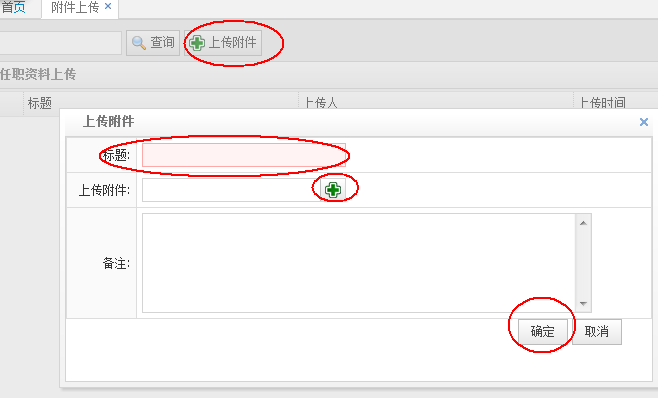 首页 附件上传
查询 上传附件
任职资料上传
标题 上传人 上传时间
上传附件
标题:
上传附件:
备注:
确定 取消